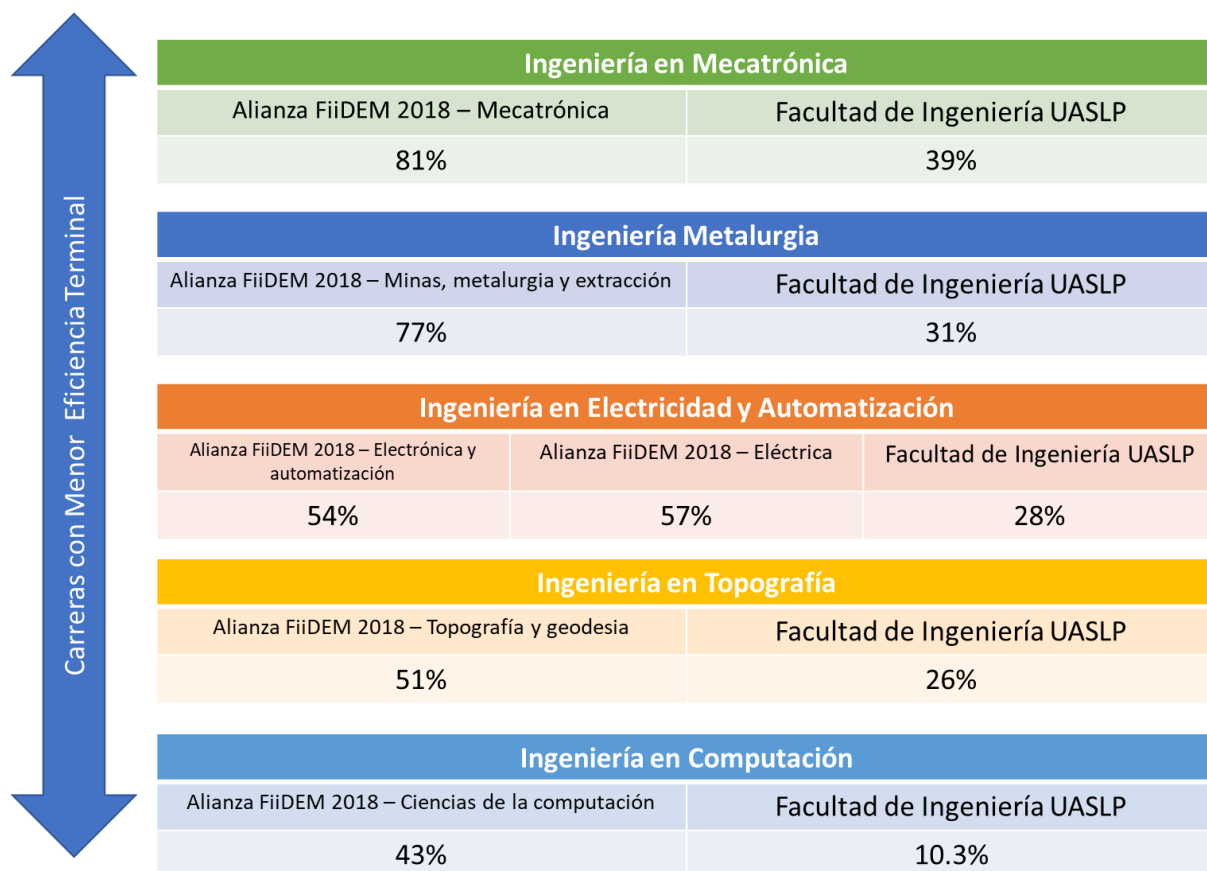 Carreras con Menor Eficiencia Terminal
Ingeniería en Mecatrónica
Alianza FiiDEM 2018 – Mecatrónica
Facultad de Ingeniería UASLP
81%
39%
Ingeniería Metalurgia
Alianza FiiDEM 2018 – Minas, metalurgia y extracción
Facultad de Ingeniería UASLP
77%
31%
Ingeniería en Electricidad y Automatización
Alianza FiiDEM 2018 – Electrónica y
automatización
Alianza FiiDEM 2018 – Eléctrica
Facultad de Ingeniería UASLP
54%
57%
28%
Ingeniería en Topografía
Alianza FiiDEM 2018 – Topografía y geodesia
Facultad de Ingeniería UASLP
51%
26%
Ingeniería en Computación
Alianza FiiDEM 2018 – Ciencias de la computación
Facultad de Ingeniería UASLP
43%
10.3%